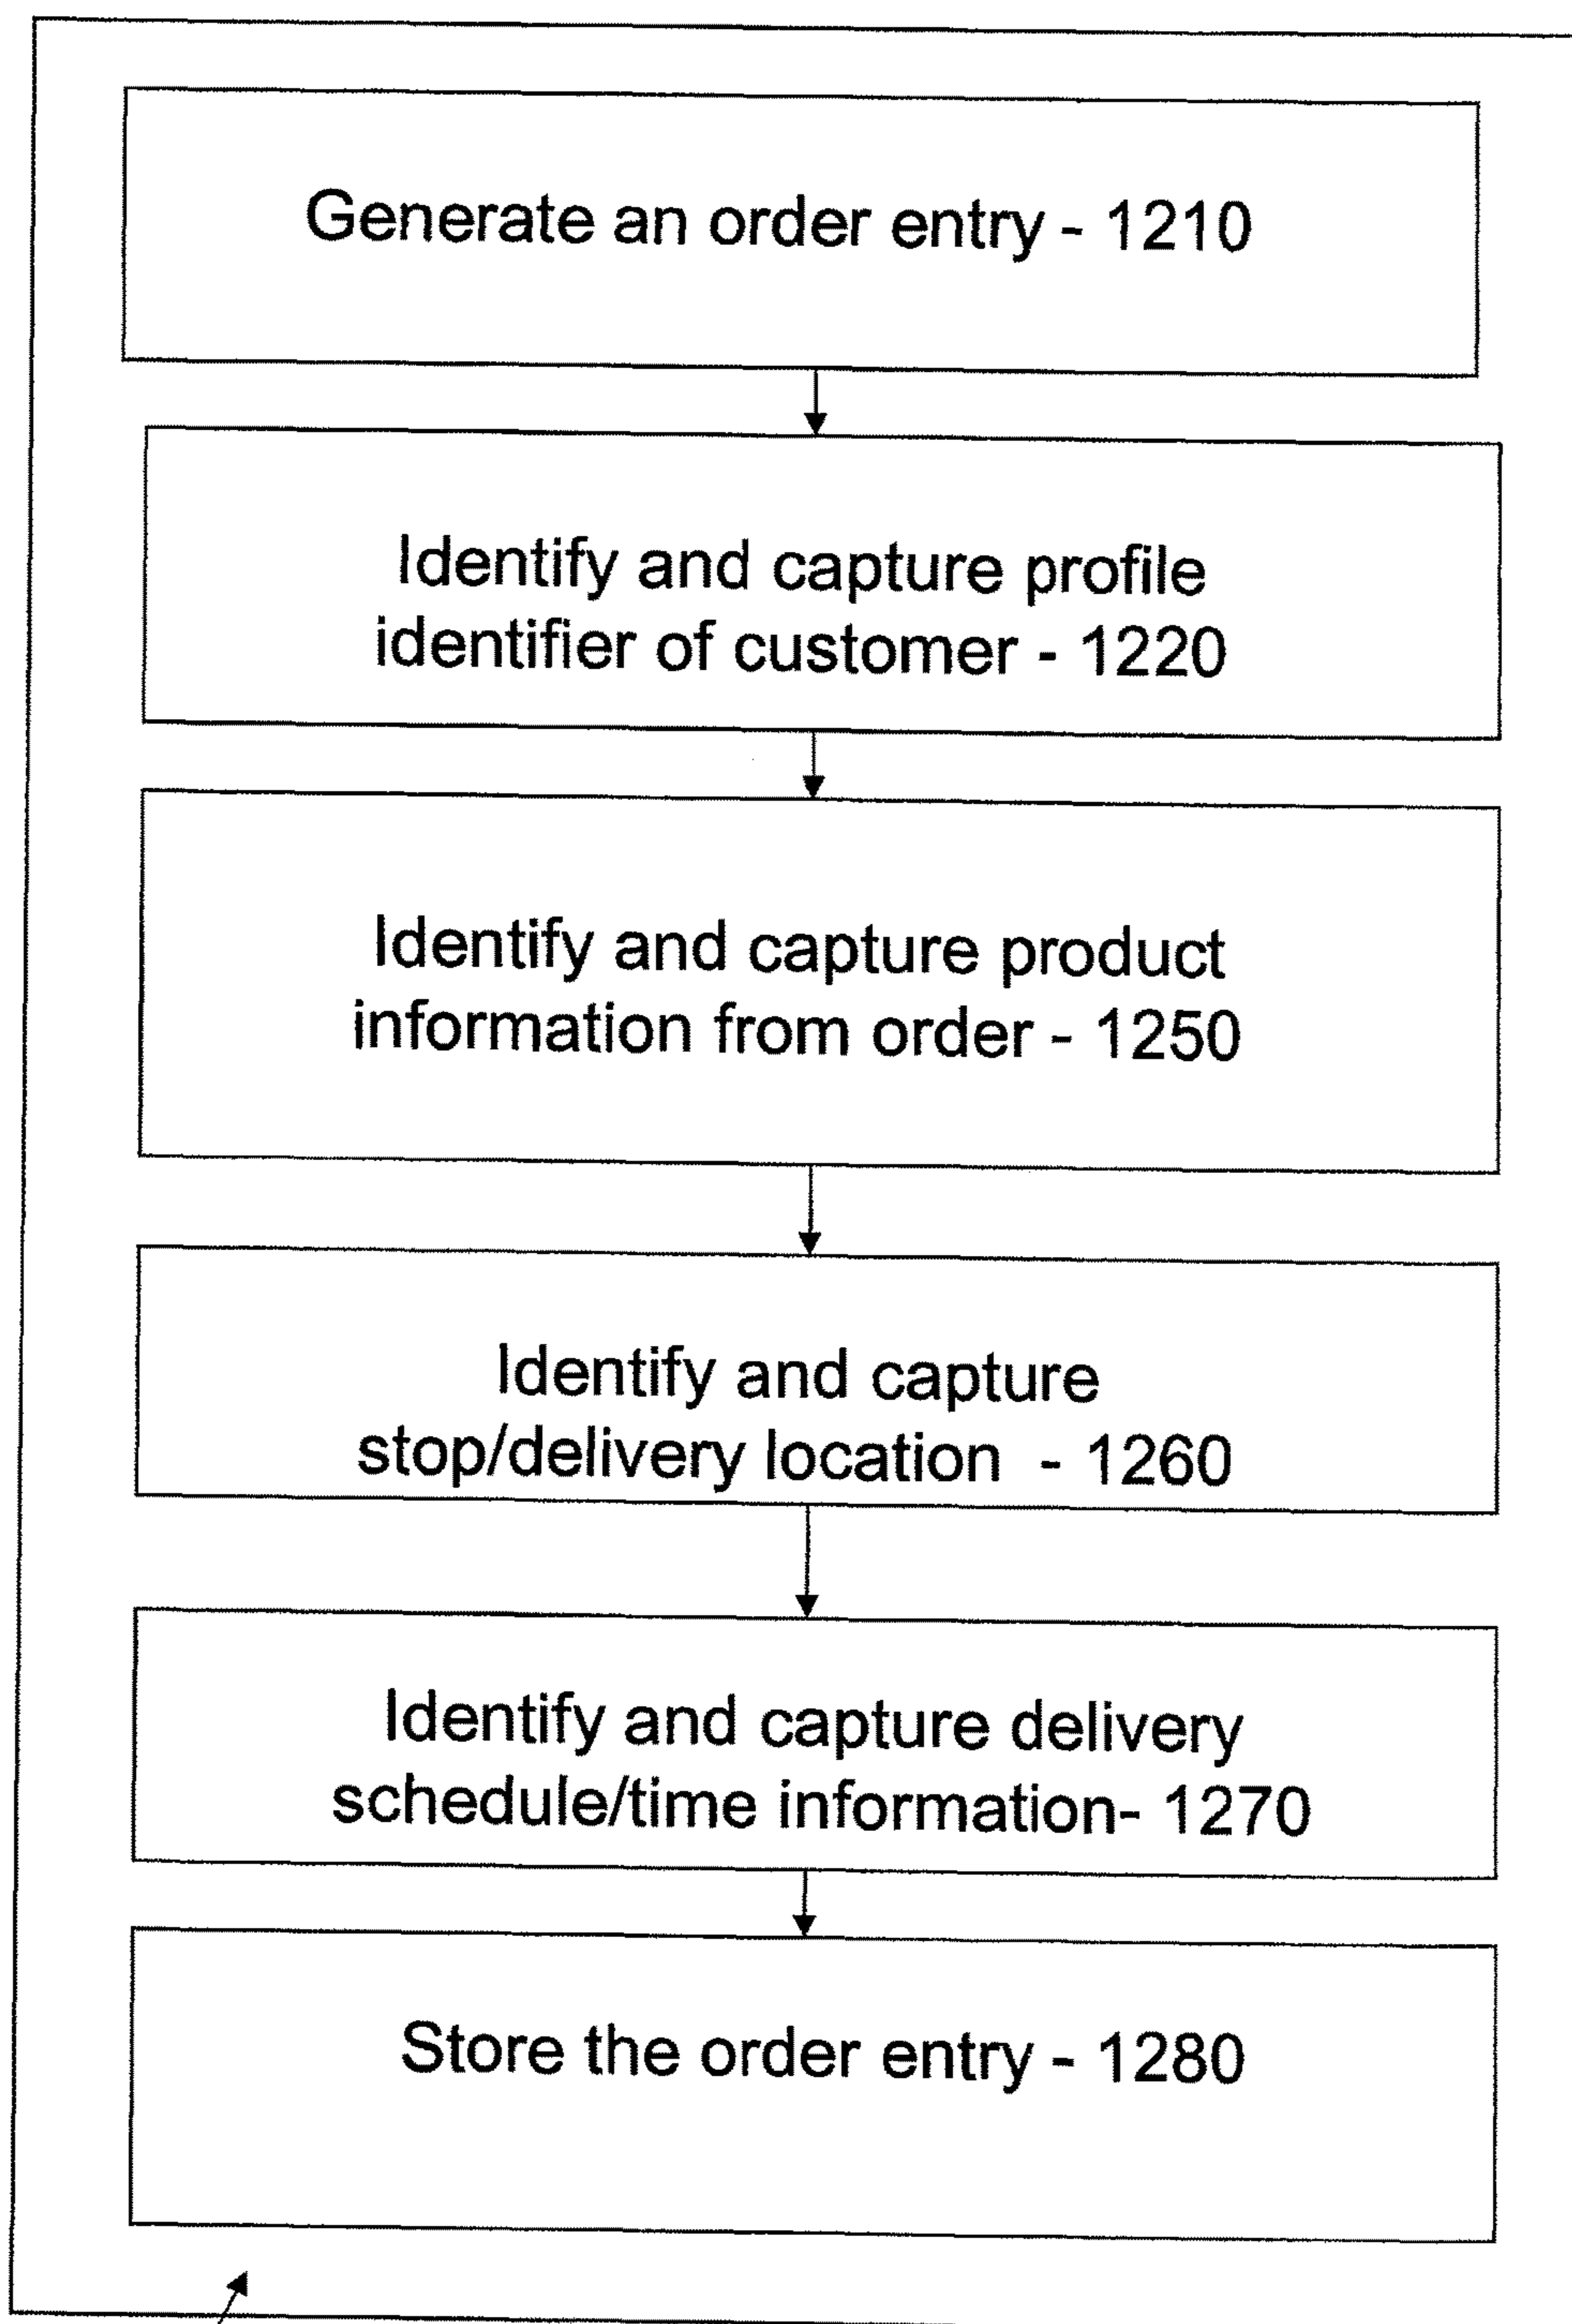 Generate an order entry - 1210
Identify and capture profile
identifier of customer - 1220
Identify and capture product
information from order - 1250
Identify and capture
stop/delivery location - 1260
Identify and capture delivery
schedule/time information- 1270
Store the order entry - 1280